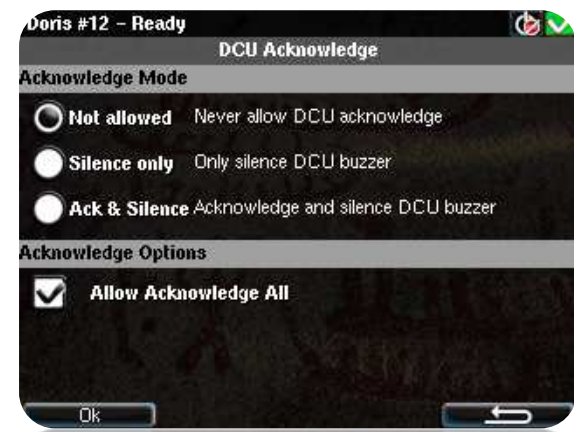 Doris #12 – Ready
DCU Acknowledge
Acknowledge Mode
Not allowed Never allow DCU acknowledge
Silence only Only silence DCU buzzer
Ack & Silence Acknowledge and silence DCU buzzer
Acknowledge Options
Allow Acknowledge All
Ok